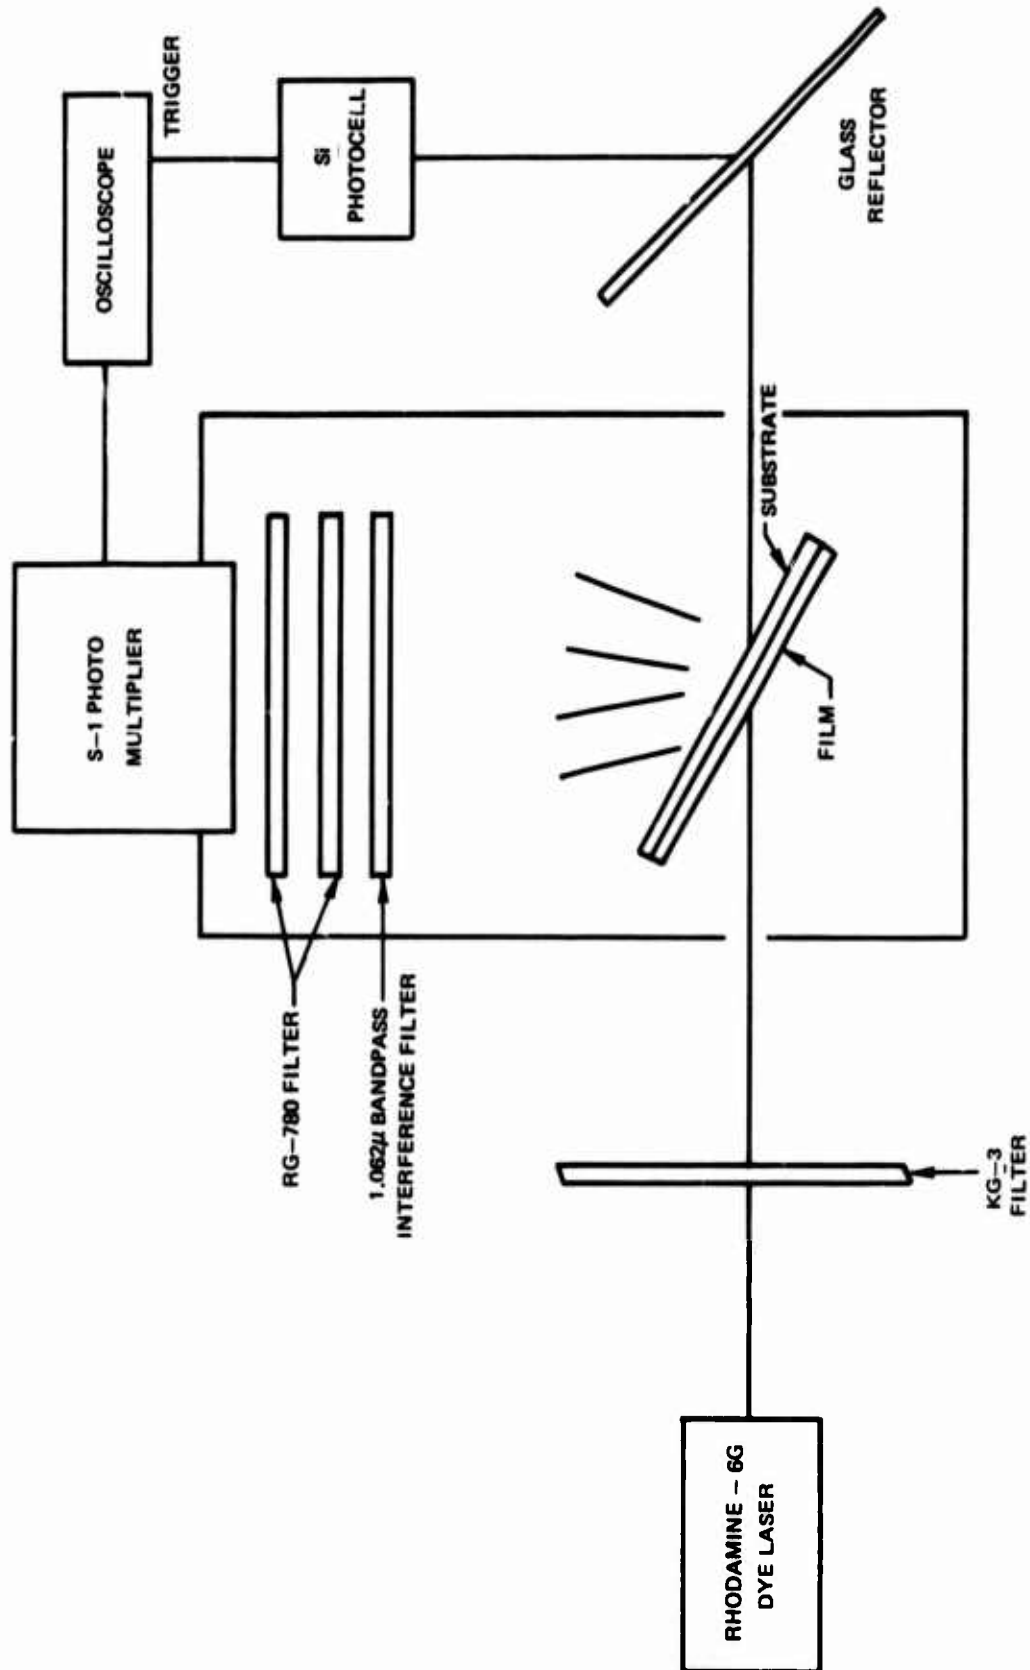 S-1 PHOTO
MULTIPLIER
OSCILLOSCOPE
TRIGGER
Si
PHOTOCELL
GLASS
REFLECTOR
RG-780 FILTER
1.062μ BANDPASS
INTERFERENCE FILTER
SUBSTRATE
FILM
KG-3
FILTER
RHODAMINE - 6G
DYE LASER